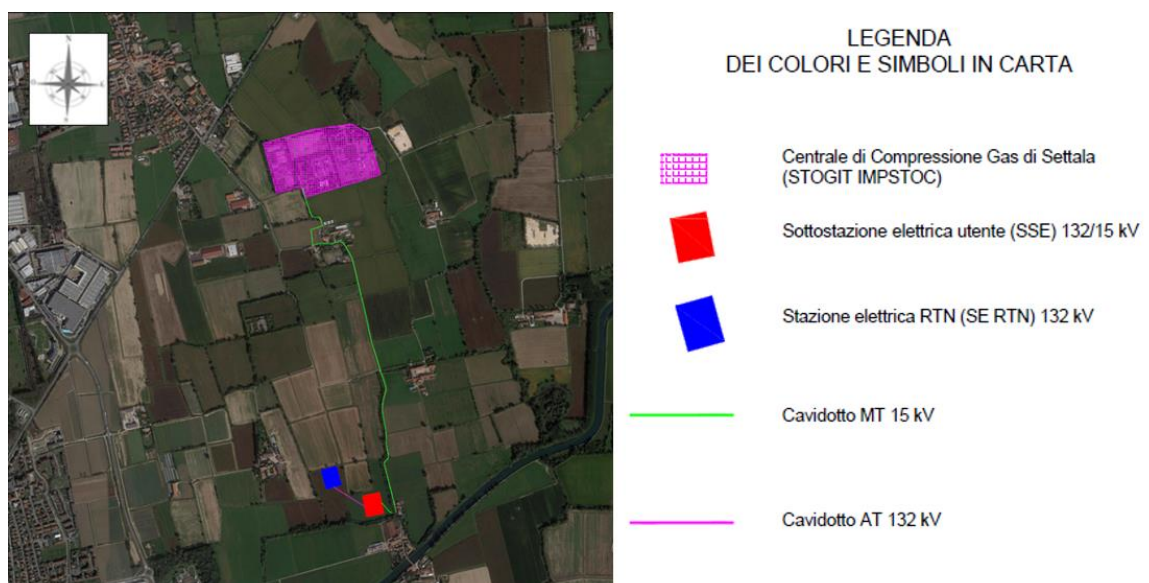 LEGENDA
DEI COLORI E SIMBOLI IN CARTA
Centrale di Compressione Gas di Settala
(STOGIT IMPSTOC)
Sottostazione elettrica utente (SSE) 132/15 kV
Stazione elettrica RTN (SE RTN) 132 kV
Cavidotto MT 15 kV
Cavidotto AT 132 kV